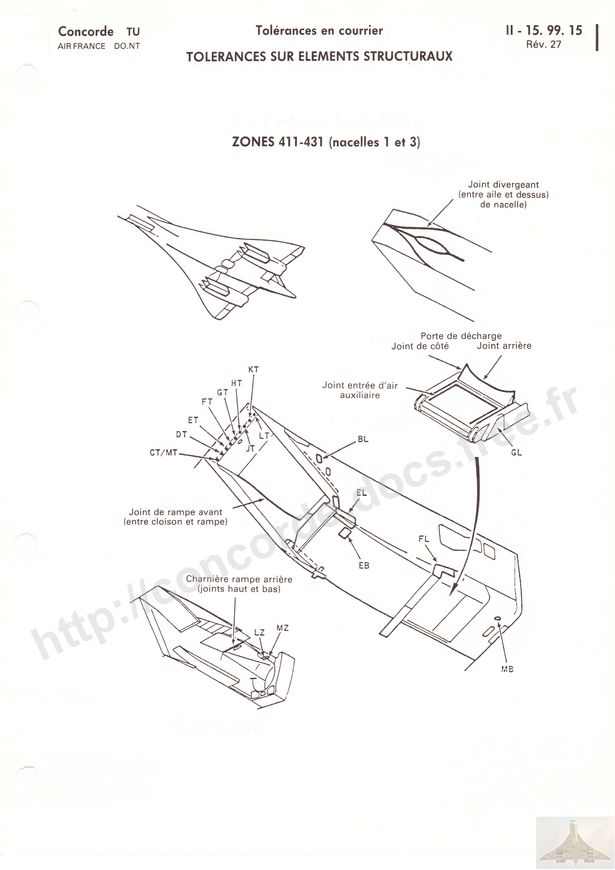 Concorde TU
AIR FRANCE DO.NT
Tolérances en courrier
TOLERANCES SUR ELEMENTS STRUCTURAUX
II - 15. 99. 15
Rév. 27
ZONES 411-431 (nacelles 1 et 3)
Joint divergeant
(entre aile et dessus)
de nacelle)
Porte de décharge
Joint de côté
Joint arrière
Joint entrée d'air
auxiliaire
GL
KT
HT
GT
FT
ET
DT
CT/MT
LT
JT
BL
EL
EB
FL
MB
Joint de rampe avant
(entre cloison et rampe)
Charnière rampe arrière
(joints haut et bas)
LZ
MZ
http://concorde-docs.free.fr